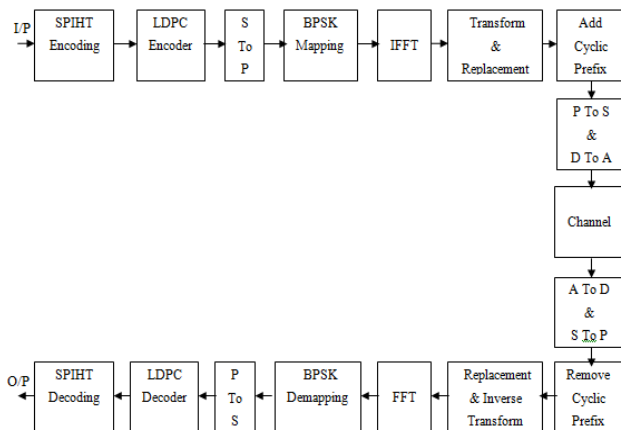 I/P
SPIHT
Encoding
LDPC
Encoder
S
To
P
BPSK
Mapping
IFFT
Transform
&
Replacement
Add
Cyclic
Prefix
P To S
&
D To A
Channel
A To D
&
S To P
O/P
SPIHT
Decoding
LDPC
Decoder
P
To
S
BPSK
Demapping
FFT
Replacement
& Inverse
Transform
Remove
Cyclic
Prefix